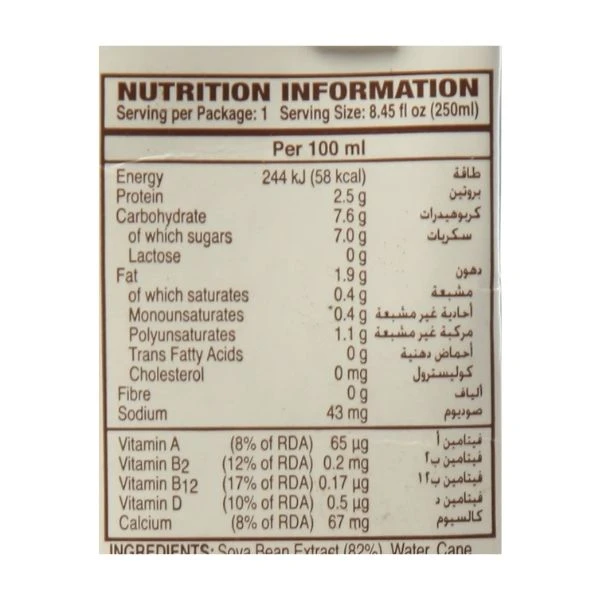 NUTRITION INFORMATION
Serving per Package: 1 Serving Size: 8.45 fl oz (250ml)
Per 100 ml
Energy 244 kJ (58 kcal) طاقة
Protein 2.5 g بروتين
Carbohydrate 7.6 g كربوهيدرات
of which sugars 7.0 g سكريات
Lactose 0 g
Fat 1.9 g دهون
of which saturates 0.4 g مشبعة
Monounsaturates 0.4 g أحادية غير مشبعة
Polyunsaturates 1.1 g مركبة غير مشبعة
Trans Fatty Acids 0 g أحماض دهنية
Cholesterol 0 mg كوليسترول
Fibre 0 g ألياف
Sodium 43 mg صوديوم
Vitamin A (8% of RDA) 65 µg فيتامين أ
Vitamin B2 (12% of RDA) 0.2 mg فيتامين ب٢
Vitamin B12 (17% of RDA) 0.17 µg فيتامين ب١٢
Vitamin D (10% of RDA) 0.5 µg فيتامين د
Calcium (8% of RDA) 67 mg كالسيوم
INGREDIENTS: Soya Bean Extract (82%), Water, Cane